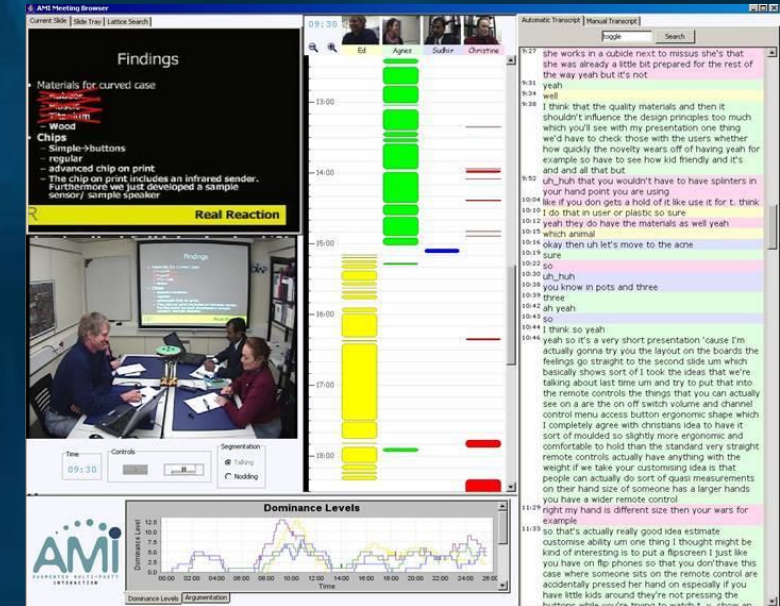 AMI Meeting Browser
Current Slide Slide Tray Lattice Search
Findings
Materials for curved case
Wood
Chips
– Simple→buttons
– regular
– advanced chip on print
– The chip on print includes an infrared sender.
Furthermore we just developed a sample
sensor/ sample speaker
Real Reaction
Findings
Time
09:30
Controls
Segmentation
Talking
Nodding
09:30
Ed Agnes Sudhir Christine
13:00
14:00
15:00
16:00
17:00
18:00
Automatic Transcript Manual Transcript
toggle Search
9:27 she works in a cubicle next to missus she's that
she was already a little bit prepared for the rest of
the way yeah but it's not
9:31 yeah
9:34 well
9:38 I think that the quality materials and then it
shouldn't influence the design principles too much
which you'll see with my presentation one thing
we'd have to check those with the users whether
how quickly the novelty wears off of having yeah for
example so have to see how kid friendly and it's
and and all that but
9:52 uh_huh that you wouldn't have to have splinters in
your hand point you are using
10:04 like if you don gets a hold of it like use it for t. think
10:10 I do that in user or plastic so sure
10:12 yeah they do have the materials as well yeah
10:15 which animal
10:16 okay then uh let's move to the acne
10:19 sure
10:22 so
10:30 uh_huh
10:38 you know in pots and three
10:39 three
10:42 ah yeah
10:43 so
10:44 I think so yeah
10:46 yeah so it's a very short presentation 'cause I'm
actually gonna try you the layout on the boards the
feelings go straight to the second slide um which
basically shows sort of I took the ideas that we're
talking about last time um and try to put that into
the remote controls the things that you can actually
see on a are the on off switch volume and channel
control menu access button ergonomic shape which
I completely agree with christians idea to have it
sort of moulded so slightly more ergonomic and
comfortable to hold than the standard very straight
remote controls actually have anything with the
weight if we take your customising idea is that
people can actually do sort of quasi measurements
on their hand size of someone has a larger hands
you have a wider remote control
11:29 right my hand is different size then your wars for
example
11:33 so that's actually really good idea estimate
customise ability um one thing I thought might be
kind of interesting is to put a flipscreen I just like
you have on flip phones so that you don'thave this
case where someone sits on the remote control are
accidentally pressed her hand on especially if you
have little kids around they're not pressing the
AMI
AUGMENTED MULTI-PARTY
INTERACTION
Dominance Levels
Dominance Level
12.5
10.0
7.5
5.0
2.5
0.0
00:00 02:00 04:00 06:00 08:00 10:00 12:00 14:00 16:00 18:00 20:00 22:00 24:00 26:00
Time
Dominance Levels Argumentation